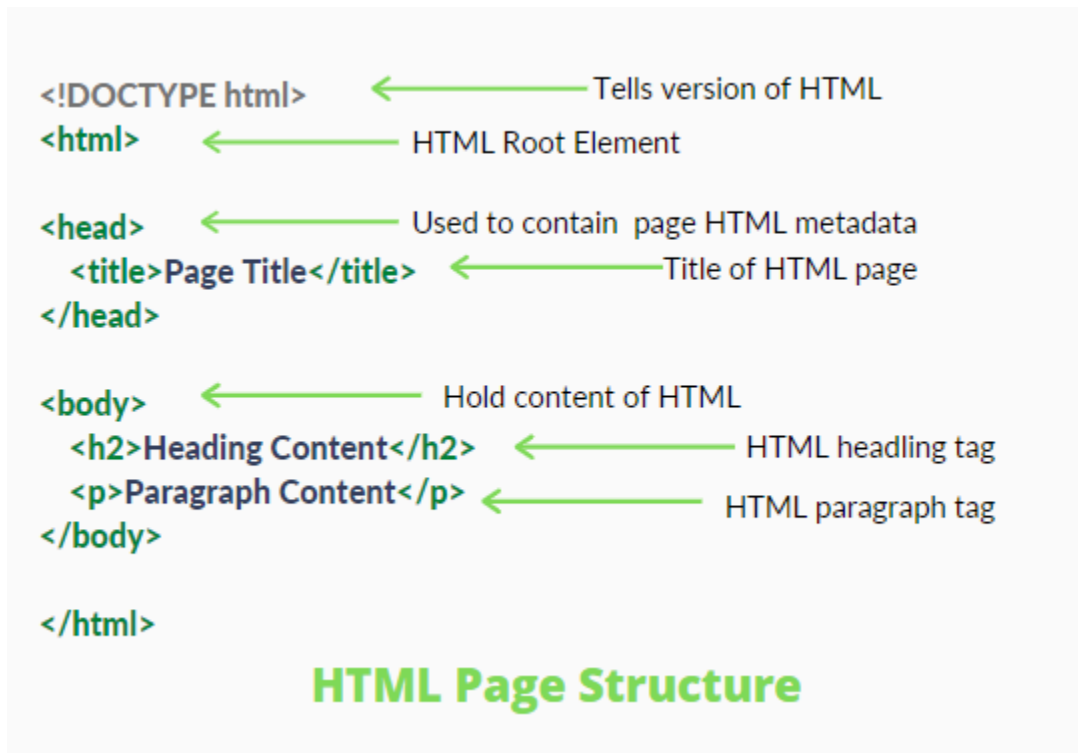 <!DOCTYPE html> Tells version of HTML
<html> HTML Root Element
<head> Used to contain page HTML metadata
<title>Page Title</title> Title of HTML page
</head>
<body> Hold content of HTML
<h2>Heading Content</h2> HTML headling tag
<p>Paragraph Content</p> HTML paragraph tag
</body>
</html>
HTML Page Structure